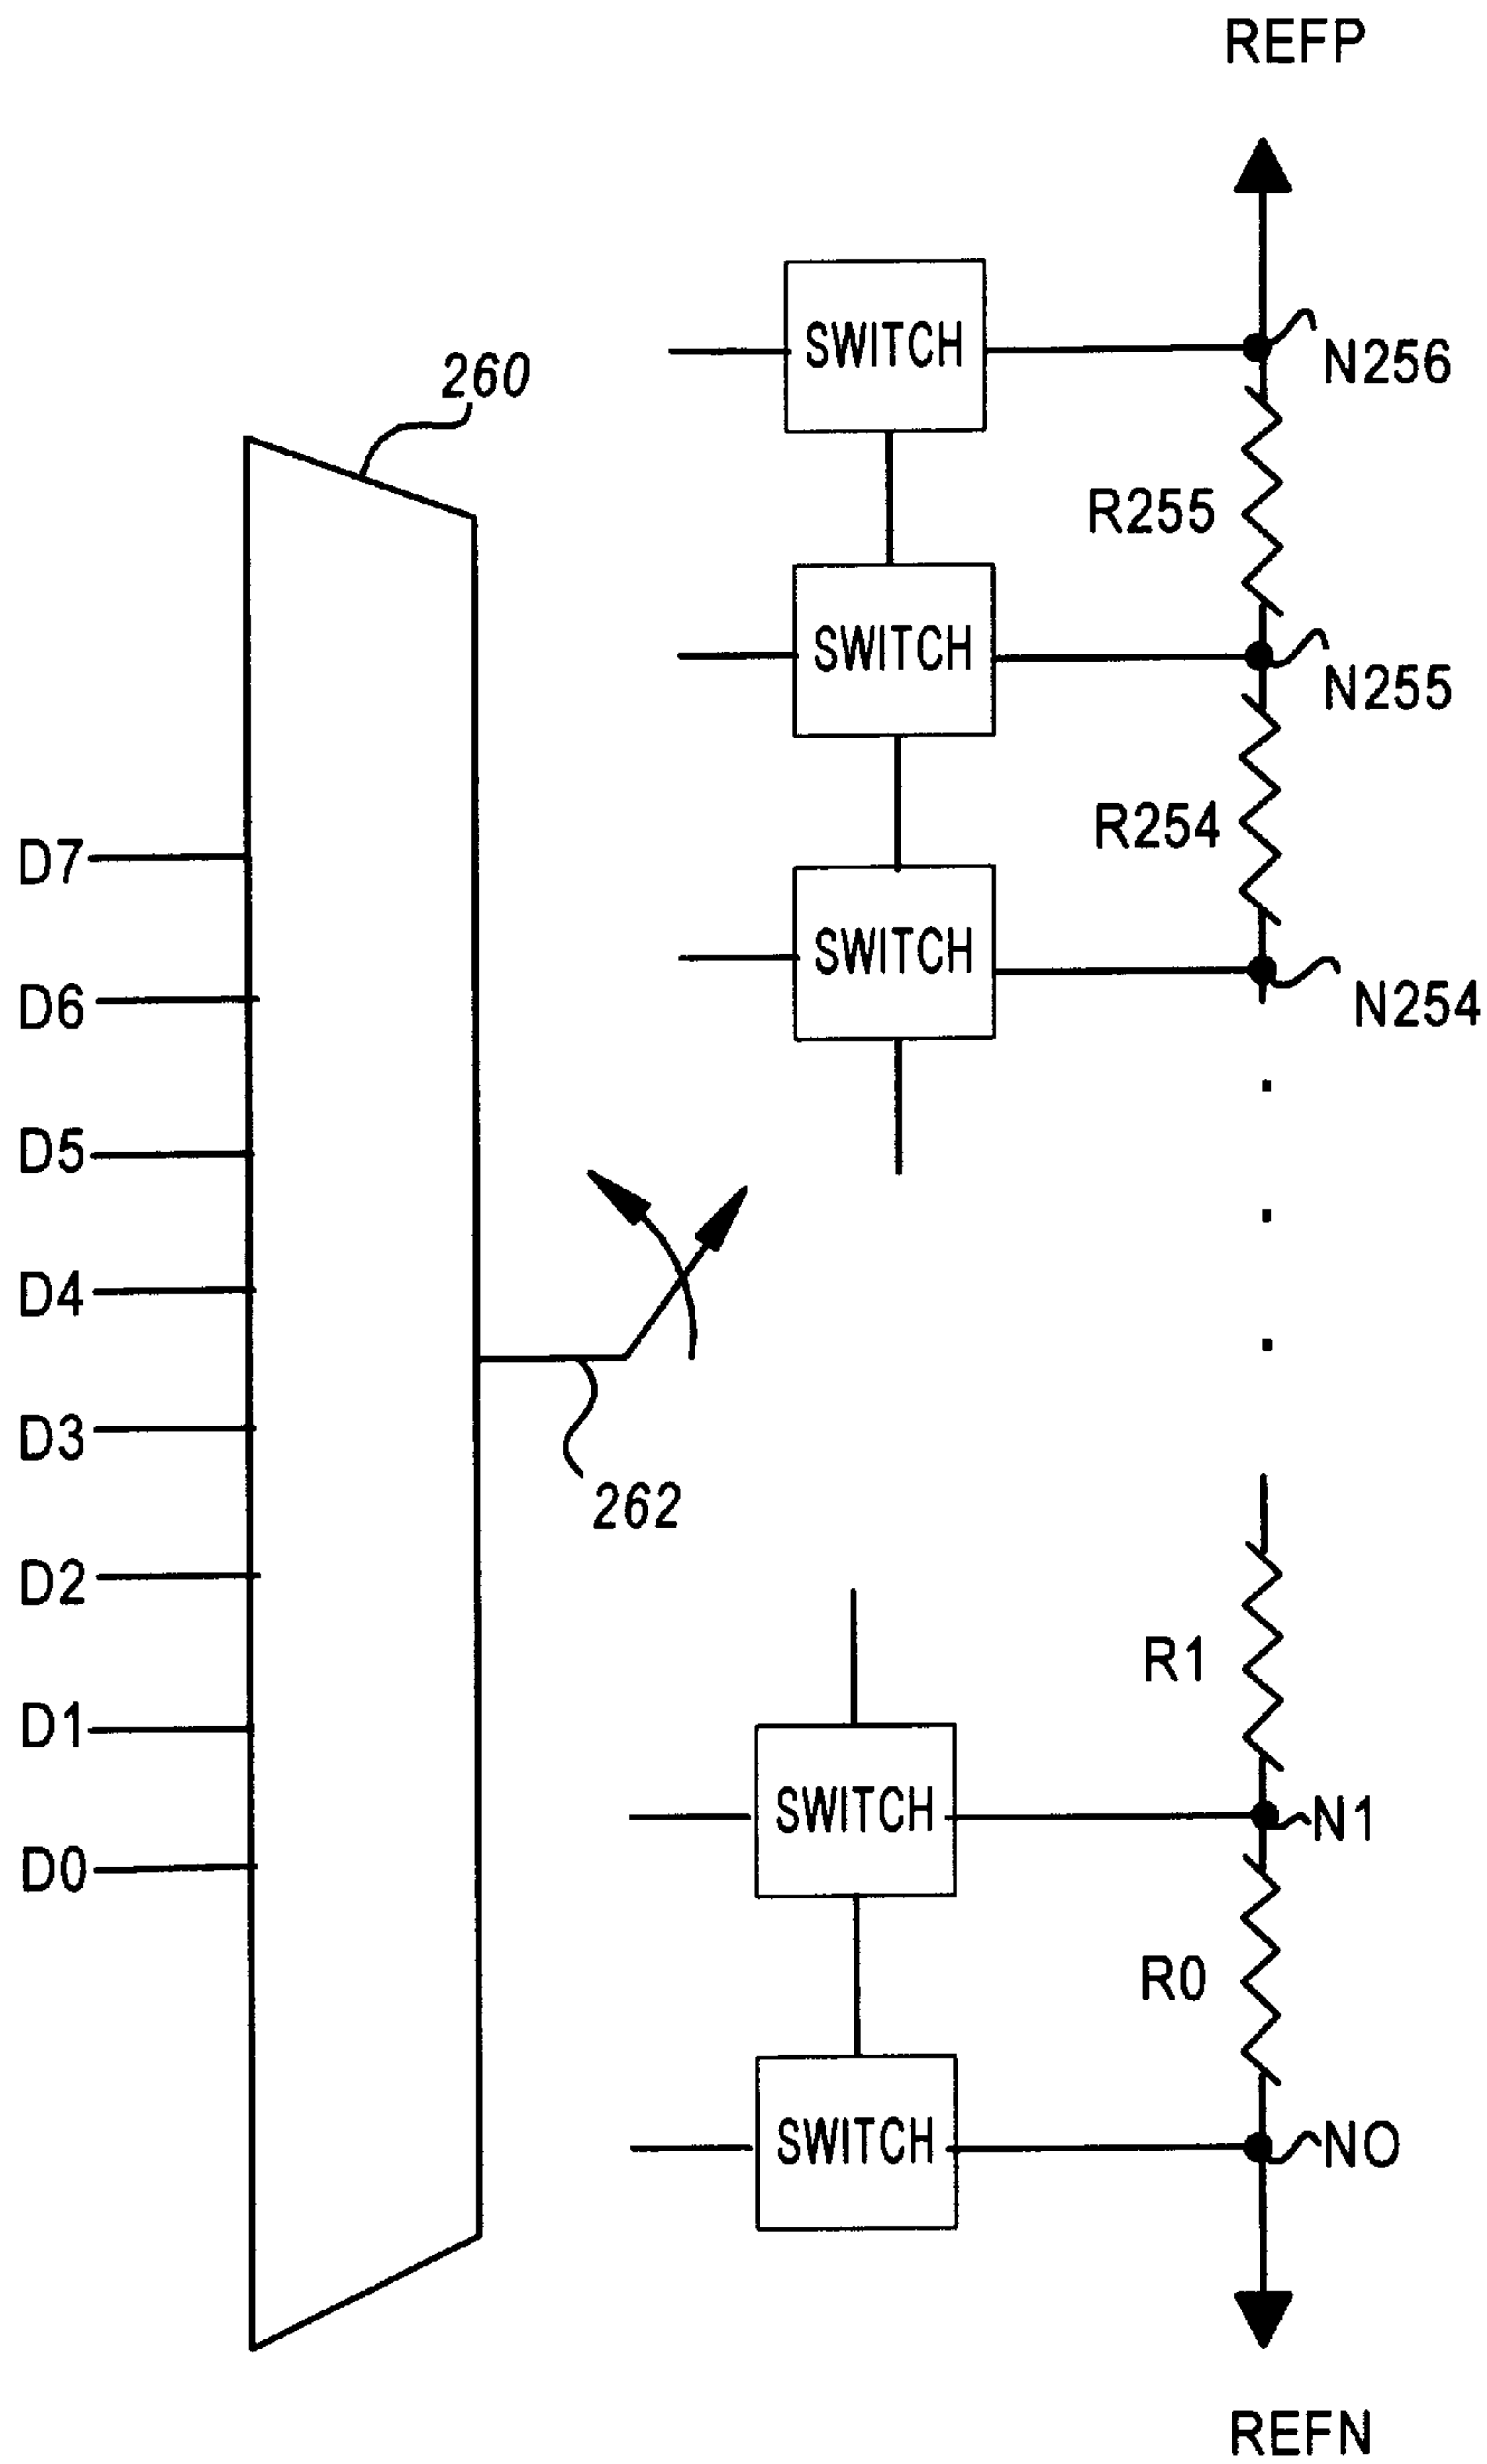 REFP
SWITCH
N256
260
R255
SWITCH
N255
R254
D7
SWITCH
N254
D6
D5
D4
D3
262
D2
R1
D1
SWITCH
N1
D0
R0
SWITCH
NO
REFN